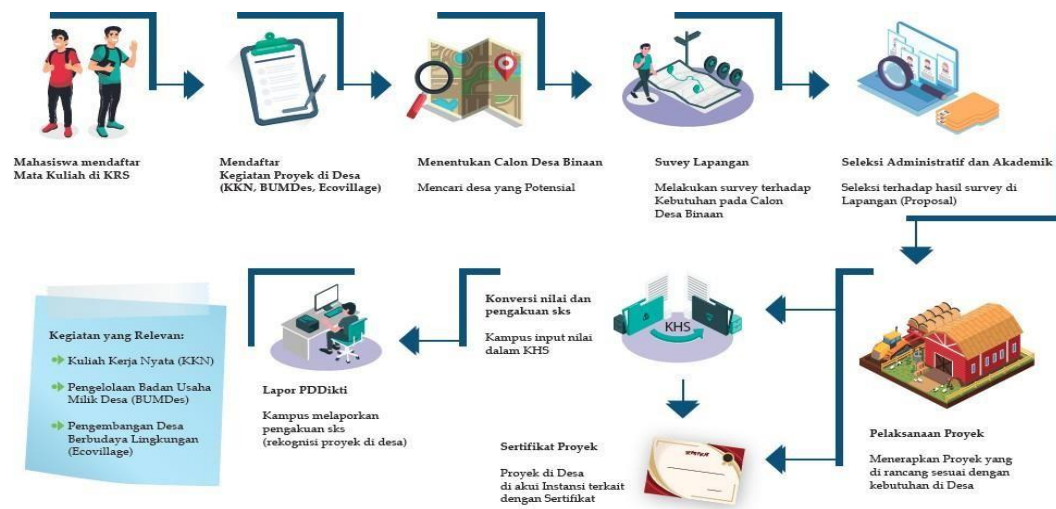 Mahasiswa mendaftar
Mata Kuliah di KRS
Mendaftar
Kegiatan Proyek di Desa
(KKN, BUMDes, Ecovillage)
Menentukan Calon Desa Binaan
Mencari desa yang Potensial
Suvey Lapangan
Melakukan survey terhadap
Kebutuhan pada Calon
Desa Binaan
Seleksi Administratif dan Akademik
Seleksi terhadap hasil survey di
Lapangan (Proposal)
Kegiatan yang Relevan:
Kuliah Kerja Nyata (KKN)
Pengelolaan Badan Usaha
Milik Desa (BUMDes)
Pengembangan Desa
Berbudaya Lingkungan
(Ecovillage)
Lapor PDDikti
Kampus melaporkan
pengakuan sks
(rekognisi proyek di desa)
Konversi nilai dan
pengakuan sks
Kampus input nilai
dalam KHS
KHS
Sertifikat Proyek
Proyek di Desa
di akui Instansi terkait
dengan Sertifikat
Pelaksanaan Proyek
Menerapkan Proyek yang
di rancang sesuai dengan
kebutuhan di Desa